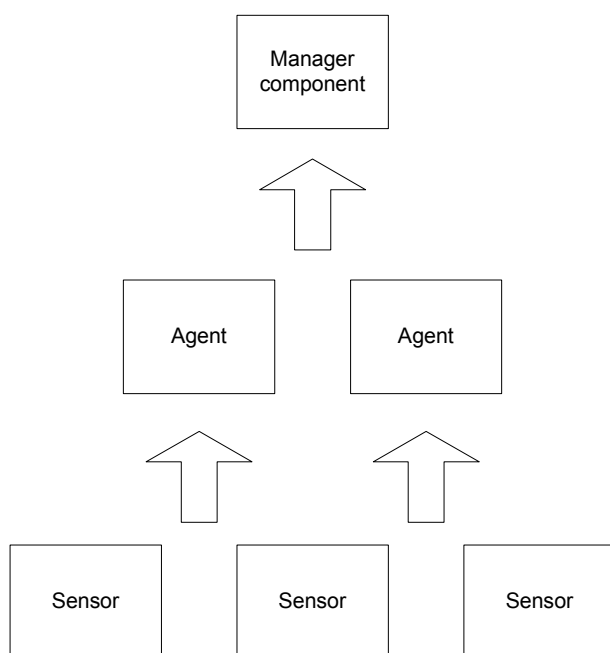 Manager
component
Agent
Agent
Sensor
Sensor
Sensor